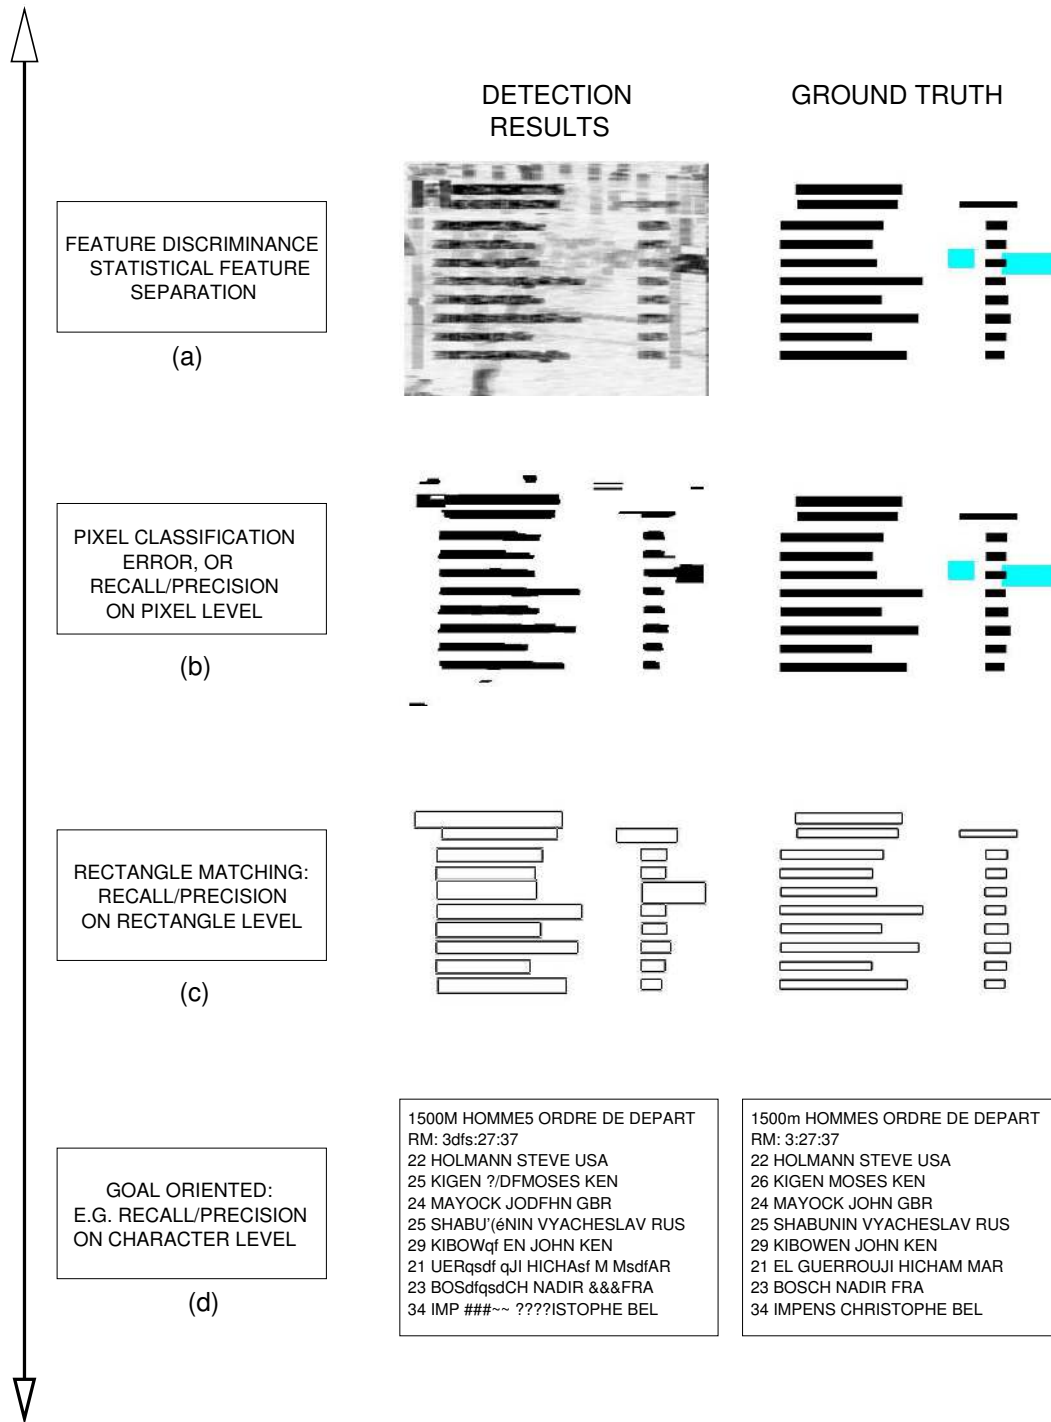 DETECTION
RESULTS
GROUND TRUTH
FEATURE DISCRIMINANCE
STATISTICAL FEATURE
SEPARATION
(a)
PIXEL CLASSIFICATION
ERROR, OR
RECALL/PRECISION
ON PIXEL LEVEL
(b)
RECTANGLE MATCHING:
RECALL/PRECISION
ON RECTANGLE LEVEL
(c)
GOAL ORIENTED:
E.G. RECALL/PRECISION
ON CHARACTER LEVEL
(d)
1500M HOMME5 ORDRE DE DEPART
RM: 3dfs:27:37
22 HOLMANN STEVE USA
25 KIGEN ?/DFMOSES KEN
24 MAYOCK JODFHN GBR
25 SHABU'(éNIN VYACHESLAV RUS
29 KIBOWqf EN JOHN KEN
21 UERqsdf qJI HICHAsf M MsdfAR
23 BOSdfqsdCH NADIR &&&FRA
34 IMP ###~~ ????ISTOPHE BEL
1500m HOMMES ORDRE DE DEPART
RM: 3:27:37
22 HOLMANN STEVE USA
26 KIGEN MOSES KEN
24 MAYOCK JOHN GBR
25 SHABUNIN VYACHESLAV RUS
29 KIBOWEN JOHN KEN
21 EL GUERROUJI HICHAM MAR
23 BOSCH NADIR FRA
34 IMPENS CHRISTOPHE BEL